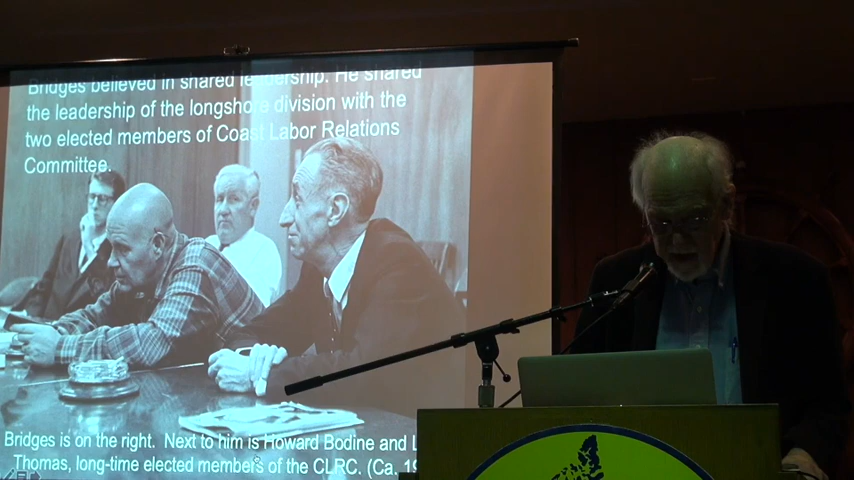 Bridges believed in shared leadership. He shared
the leadership of the longshore division with the
two elected members of Coast Labor Relations
Committee.
Bridges is on the right. Next to him is Howard Bodine and L
Thomas, long-time elected members of the CLRC. (Ca. 19